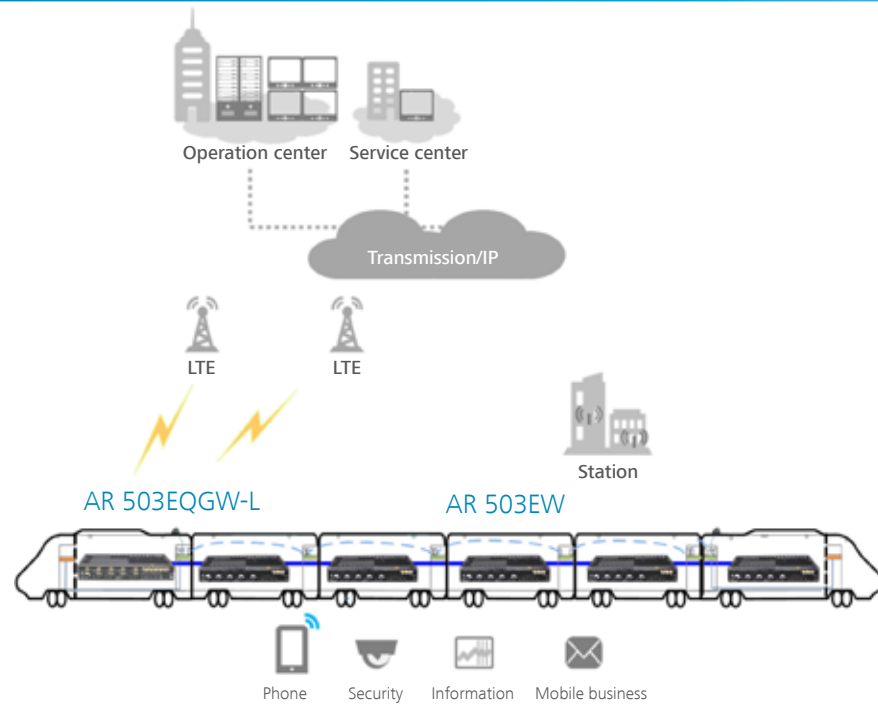 Operation center
Service center
Transmission/IP
LTE
LTE
Station
AR 503EQGW-L
AR 503EW
Phone
Security
Information
Mobile business